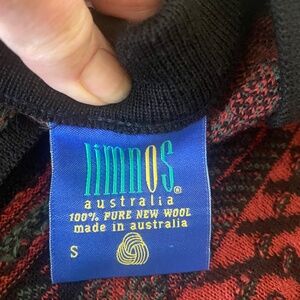 limnos®
australia
100% PURE NEW WOOL
made in australia
S